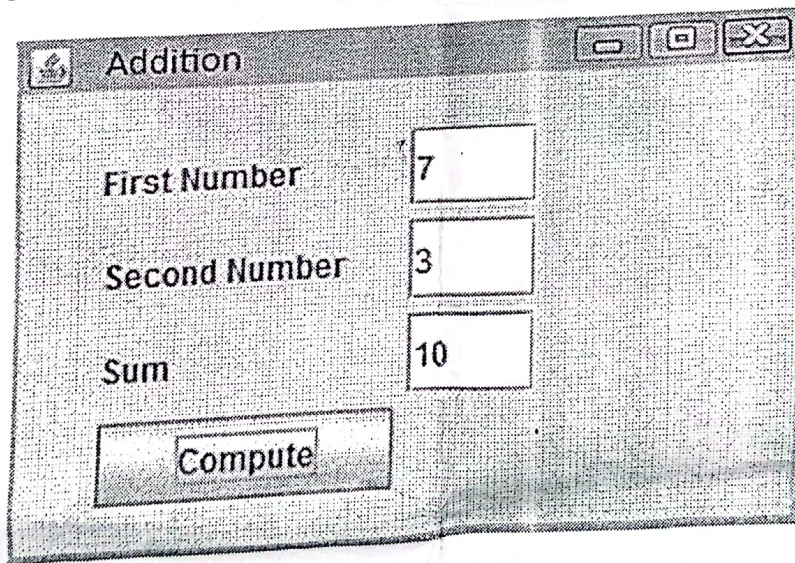 Addition
First Number 7
Second Number 3
Sum 10
Compute